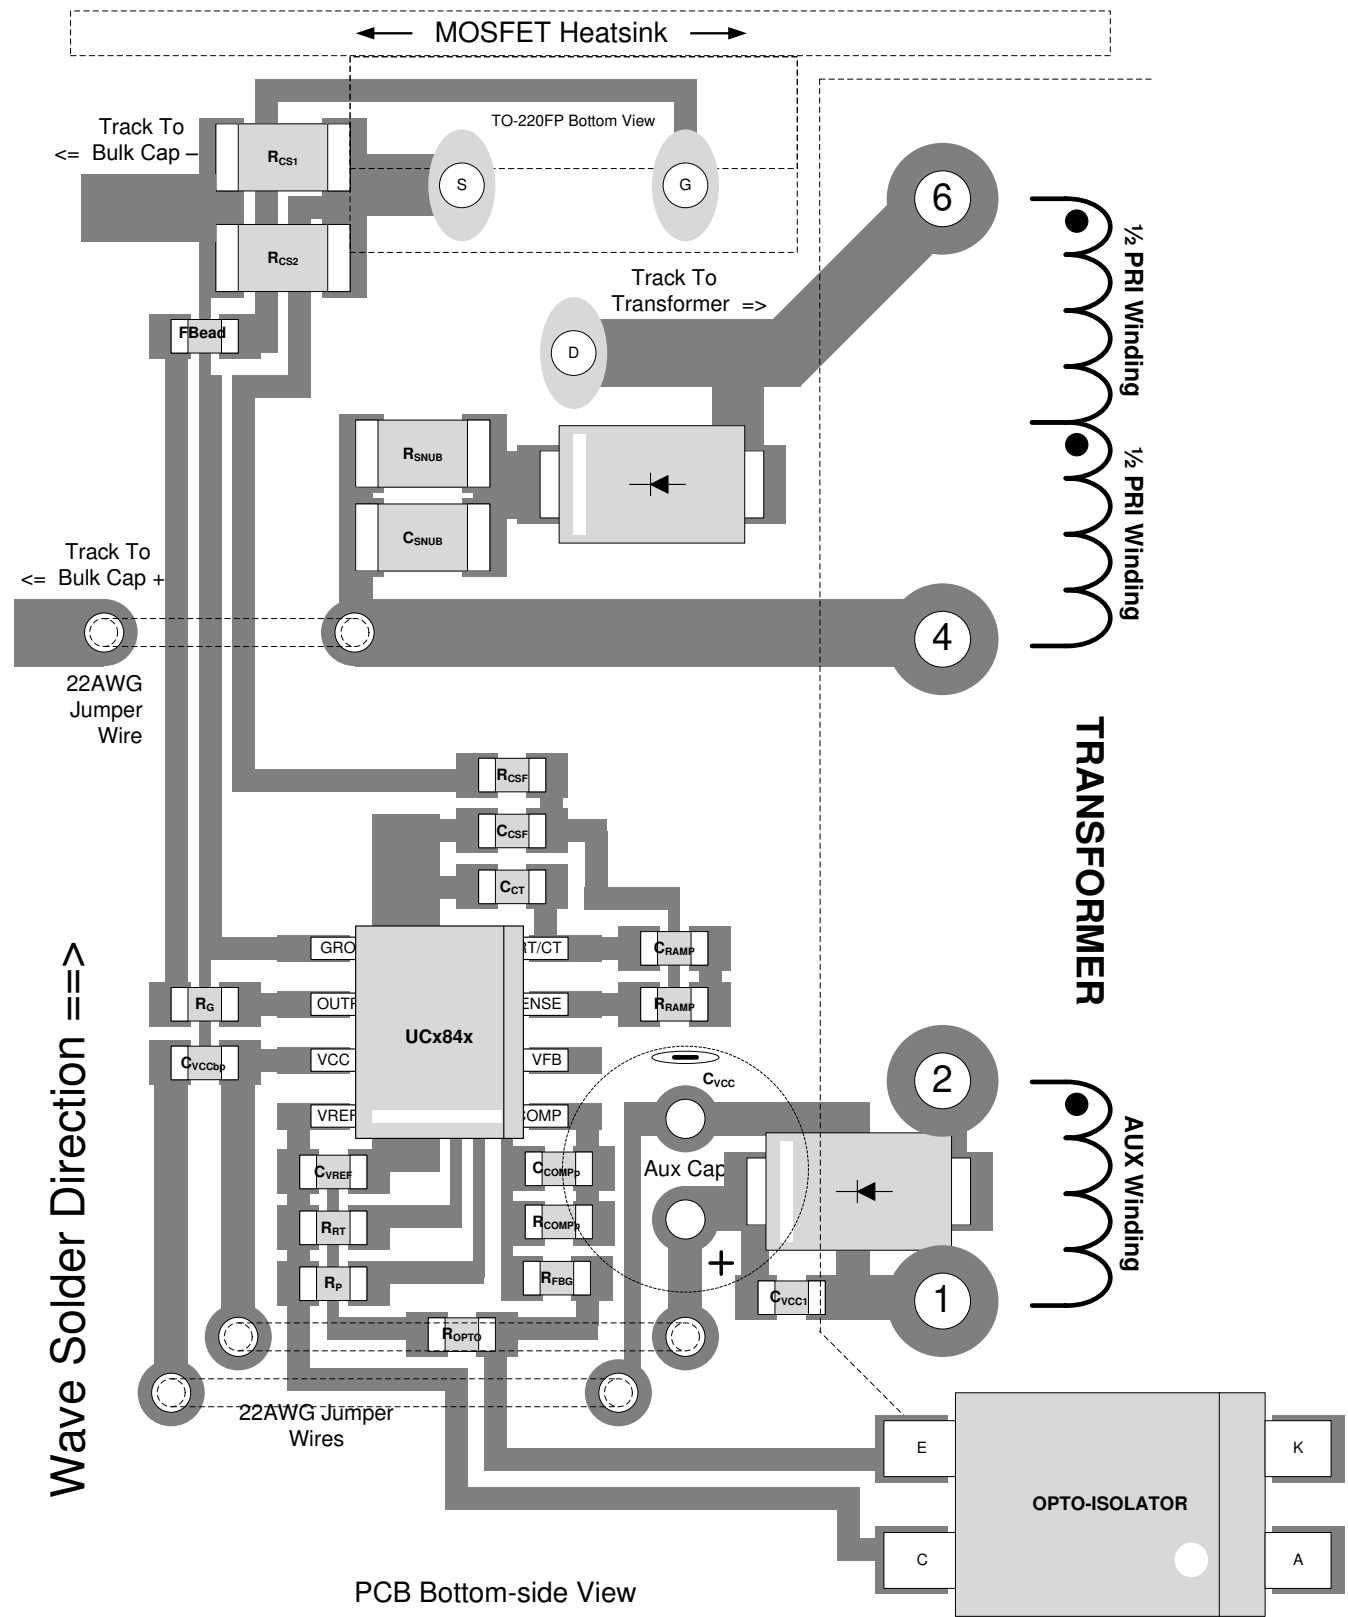 MOSFET Heatsink
Track To
<= Bulk Cap –
TO-220FP Bottom View
RCS1
S
G
6
RCS2
½ PRI Winding
Track To
Transformer =>
FBead
D
RSNUB
½ PRI Winding
CSNUB
Track To
<= Bulk Cap +
4
22AWG
Jumper
Wire
TRANSFORMER
RCSF
CCSF
CCT
GRO
RT/CT
CRAMP
RG
OUTP
ENSE
RRAMP
UCx84x
CVCCbp
VCC
VFB
CVCC
2
VREF
COMP
AUX Winding
CVREF
CCOMPp
Aux Cap
RRT
RCOMPp
+
RP
RFBG
CVCC1
1
ROPTO
22AWG Jumper
Wires
Wave Solder Direction ==>
E
K
OPTO-ISOLATOR
C
A
PCB Bottom-side View